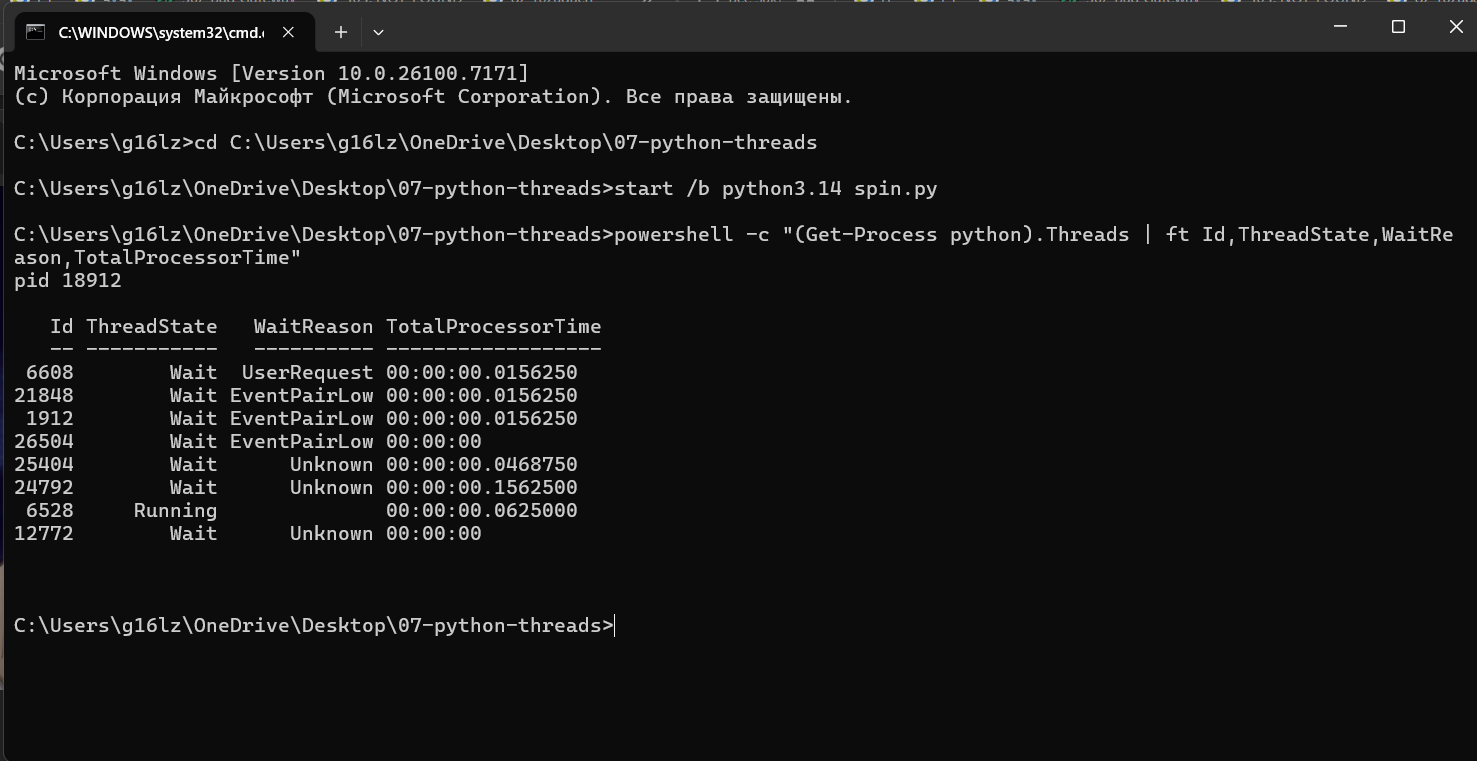 C:\WINDOWS\system32\cmd.
Microsoft Windows [Version 10.0.26100.7171]
(c) Корпорация Майкрософт (Microsoft Corporation). Все права защищены.
C:\Users\g16lz>cd C:\Users\g16lz\OneDrive\Desktop\07-python-threads
C:\Users\g16lz\OneDrive\Desktop\07-python-threads>start /b python3.14 spin.py
C:\Users\g16lz\OneDrive\Desktop\07-python-threads>powershell -c "(Get-Process python).Threads | ft Id,ThreadState,WaitRe
ason,TotalProcessorTime"
pid 18912
Id ThreadState WaitReason TotalProcessorTime
-- ----------- ---------- ------------------
6608 Wait UserRequest 00:00:00.0156250
21848 Wait EventPairLow 00:00:00.0156250
1912 Wait EventPairLow 00:00:00.0156250
26504 Wait EventPairLow 00:00:00
25404 Wait Unknown 00:00:00.0468750
24792 Wait Unknown 00:00:00.1562500
6528 Running 00:00:00.0625000
12772 Wait Unknown 00:00:00
C:\Users\g16lz\OneDrive\Desktop\07-python-threads>